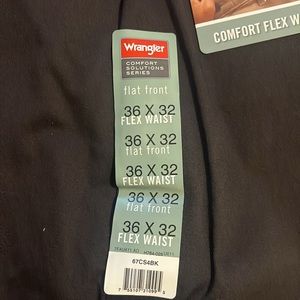 COMFORT FLEX W
Wrangler
COMFORT
SOLUTIONS
SERIES
flat front
36 X 32
FLEX WAIST
36 X 32
flat front
36 X 32
FLEX WAIST
36 X 32
flat front
36 X 32
FLEX WAIST
67CS4BK